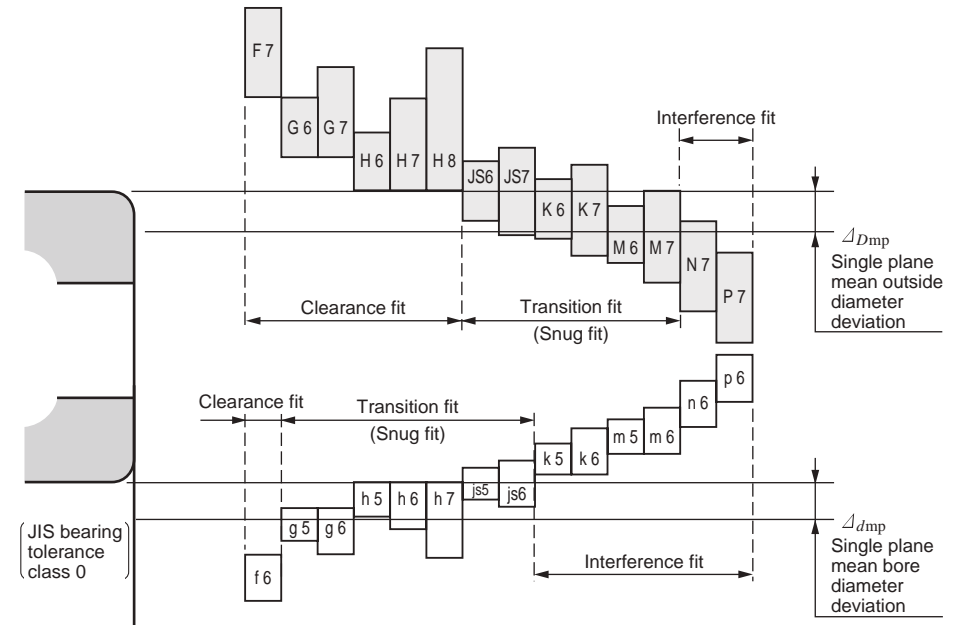 F 7
G 6
G 7
H 6
H 7
H 8
JS6
JS7
K 6
K 7
M 6
M 7
N 7
P 7
Interference fit
Clearance fit
Transition fit
(Snug fit)
ΔDmp
Single plane
mean outside
diameter
deviation
Clearance fit
Transition fit
(Snug fit)
f 6
g 5
g 6
h 5
h 6
h 7
js5
js6
k 5
k 6
m 5
m 6
n 6
p 6
Interference fit
JIS bearing
tolerance
class 0
Δdmp
Single plane
mean bore
diameter
deviation